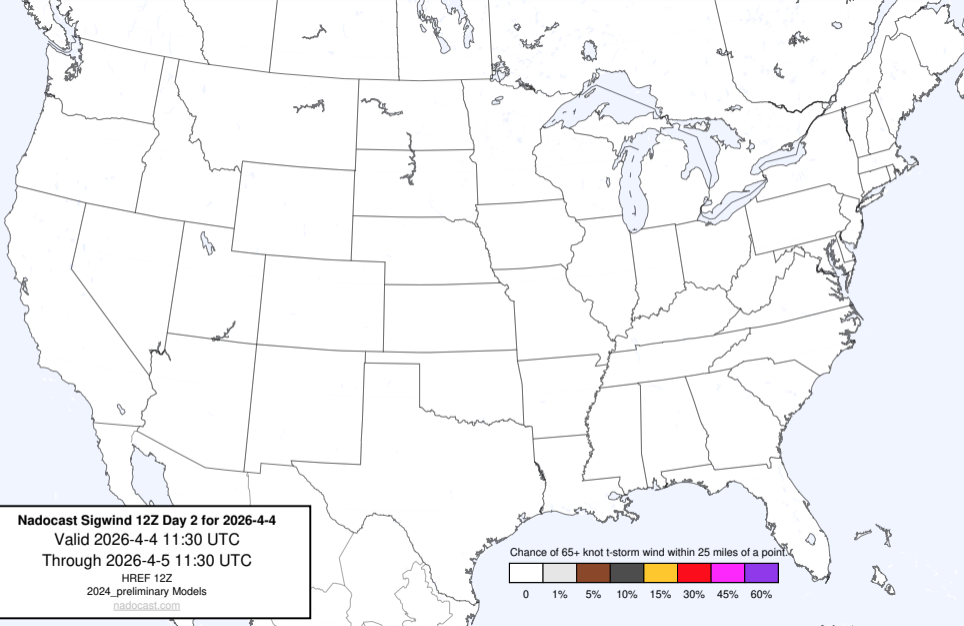 Nadocast Sigwind 12Z Day 2 for 2026-4-4
Valid 2026-4-4 11:30 UTC
Through 2026-4-5 11:30 UTC
HREF 12Z
2024_preliminary Models
nadocast.com
Chance of 65+ knot t-storm wind within 25 miles of a point.
0 1% 5% 10% 15% 30% 45% 60%